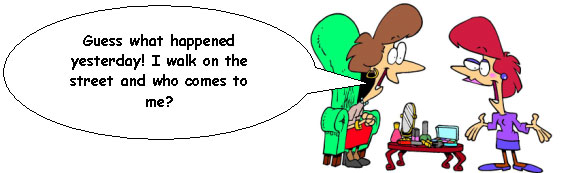 Guess what happened
yesterday! I walk on the
street and who comes to
me?